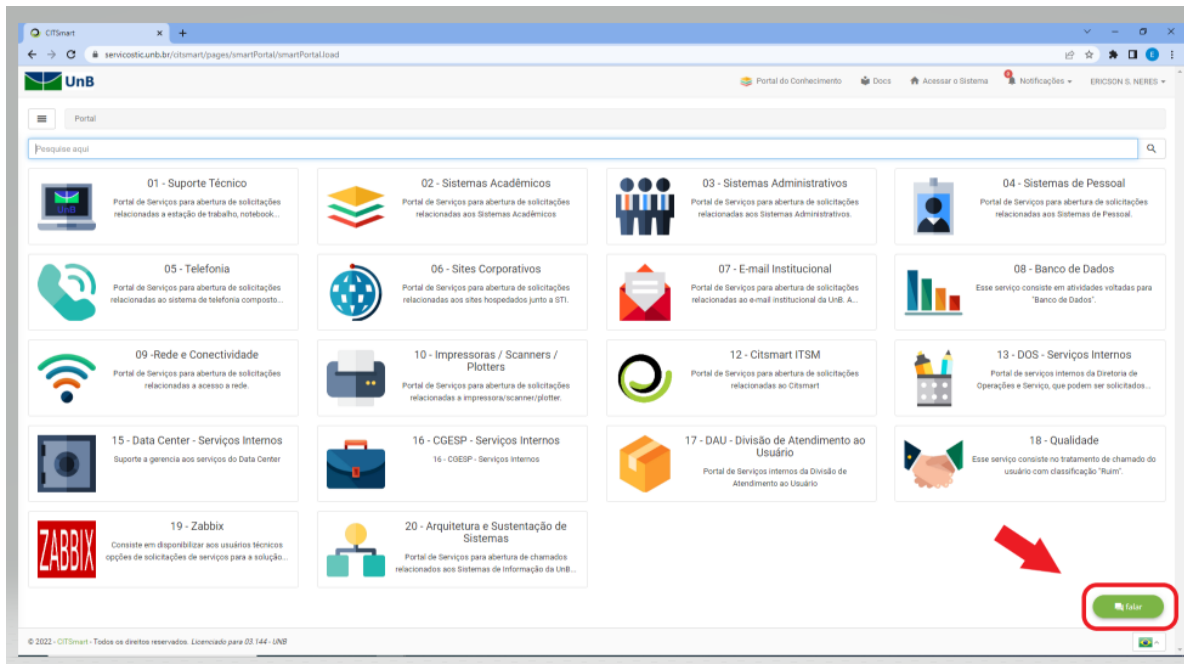 CITSmart
servicostic.unb.br/citsmart/pages/smartPortal/smartPortal.load
E
UnB
Portal do Conhecimento Docs Acessar o Sistema Notificações ERICSON S. NERES
Portal
Pesquise aqui
01 - Suporte Técnico
Portal de Serviços para abertura de solicitações
relacionadas a estação de trabalho, notebook...
02 - Sistemas Acadêmicos
Portal de Serviços para abertura de solicitações
relacionadas aos Sistemas Acadêmicos
03 - Sistemas Administrativos
Portal de Serviços para abertura de solicitações
relacionadas aos Sistemas Administrativos.
04 - Sistemas de Pessoal
Portal de Serviços para abertura de solicitações
relacionadas aos Sistemas de Pessoal.
05 - Telefonia
Portal de Serviços para abertura de solicitações
relacionadas ao sistema de telefonia composto...
06 - Sites Corporativos
Portal de Serviços para abertura de solicitações
relacionadas aos sites hospedados junto a STI.
07 - E-mail Institucional
Portal de Serviços para abertura de solicitações
relacionadas ao e-mail institucional da UnB. A...
08 - Banco de Dados
Esse serviço consiste em atividades voltadas para
"Banco de Dados".
09 -Rede e Conectividade
Portal de Serviços para abertura de solicitações
relacionadas a acesso a rede.
10 - Impressoras / Scanners /
Plotters
Portal de Serviços para abertura de solicitações
relacionadas a impressora/scanner/plotter.
12 - Citsmart ITSM
Portal de Serviços para abertura de solicitações
relacionadas ao Citsmart
13 - DOS - Serviços Internos
Portal de serviços internos da Diretoria de
Operações e Serviço, que podem ser solicitados...
15 - Data Center - Serviços Internos
Suporte a gerencia aos serviços do Data Center
16 - CGESP - Serviços Internos
16 - CGESP - Serviços Internos
17 - DAU - Divisão de Atendimento ao
Usuário
Portal de Serviços internos da Divisão de
Atendimento ao Usuário
18 - Qualidade
Esse serviço consiste no tratamento de chamado do
usuário com classificação "Ruim".
ZABBIX
19 - Zabbix
Consiste em disponibilizar aos usuários técnicos
opções de solicitações de serviços para a solução...
20 - Arquitetura e Sustentação de
Sistemas
Portal de Serviços para abertura de chamados
relacionados aos Sistemas de Informação da UnB...
falar
© 2022 - CITSmart - Todos os direitos reservados. Licenciado para 03.144 - UNB